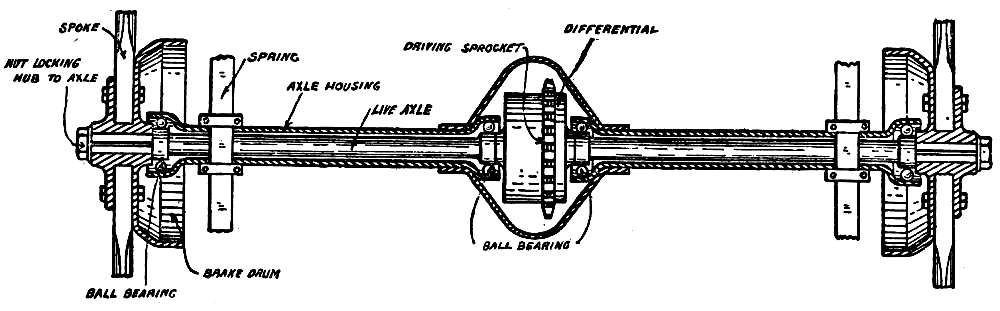 SPOKE
NUT LOCKING
HUB TO AXLE
SPRING
AXLE HOUSING
LIVE AXLE
DRIVING SPROCKET
DIFFERENTIAL
BALL BEARING
BRAKE DRUM
BALL BEARING